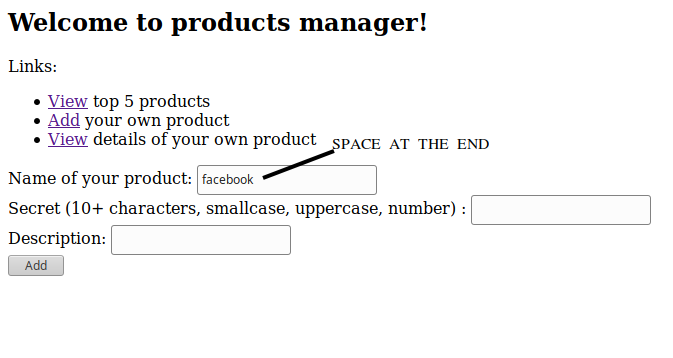 Welcome to products manager!
Links:
View top 5 products
Add your own product
View details of your own product
SPACE AT THE END
Name of your product: facebook
Secret (10+ characters, smallcase, uppercase, number) :
Description:
Add